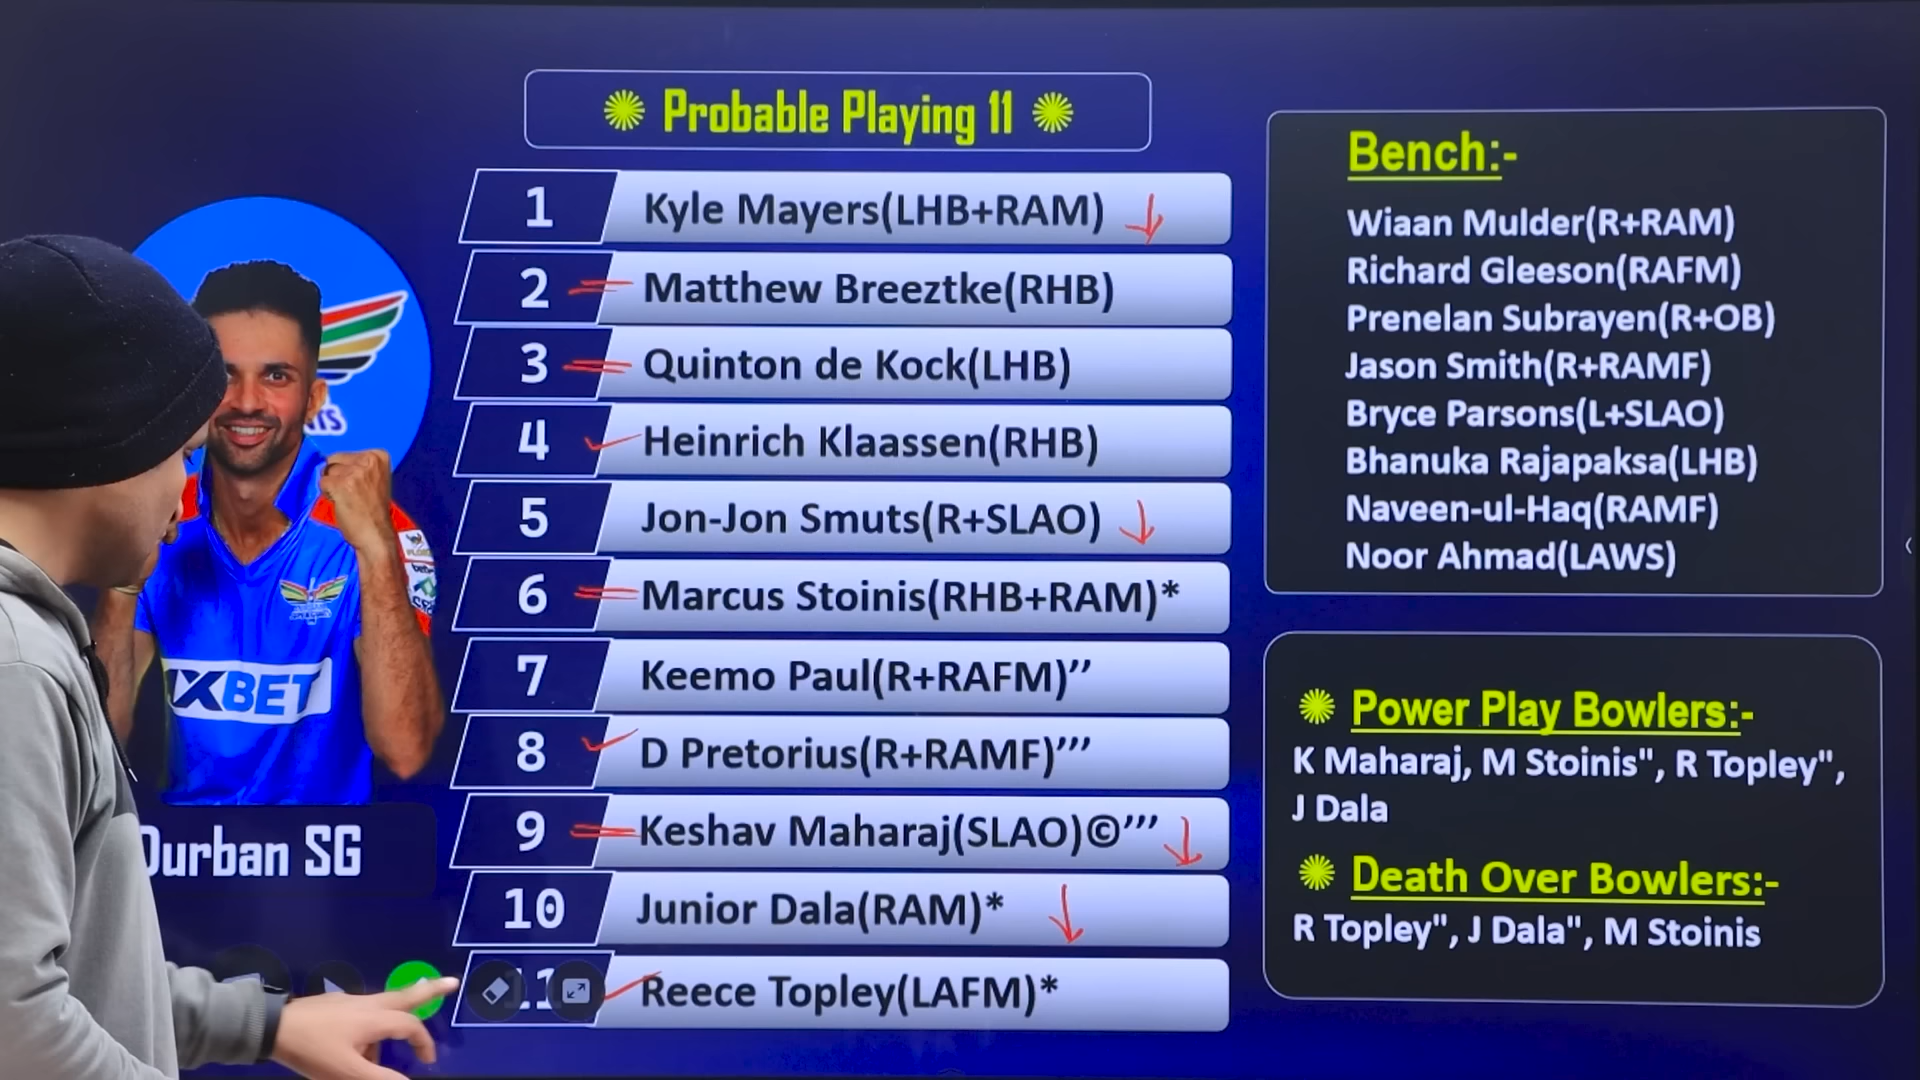 Probable Playing 11
1 Kyle Mayers(LHB+RAM)
2 Matthew Breeztke(RHB)
3 Quinton de Kock(LHB)
4 Heinrich Klaassen(RHB)
5 Jon-Jon Smuts(R+SLAO)
6 Marcus Stoinis(RHB+RAM)*
7 Keemo Paul(R+RAFM)’’
8 D Pretorius(R+RAMF)’’’
9 Keshav Maharaj(SLAO)©’’’
10 Junior Dala(RAM)*
11 Reece Topley(LAFM)*
Bench:-
Wiaan Mulder(R+RAM)
Richard Gleeson(RAFM)
Prenelan Subrayen(R+OB)
Jason Smith(R+RAMF)
Bryce Parsons(L+SLAO)
Bhanuka Rajapaksa(LHB)
Naveen-ul-Haq(RAMF)
Noor Ahmad(LAWS)
Power Play Bowlers:-
K Maharaj, M Stoinis", R Topley",
J Dala
Death Over Bowlers:-
R Topley", J Dala", M Stoinis
1XBET
Durban SG